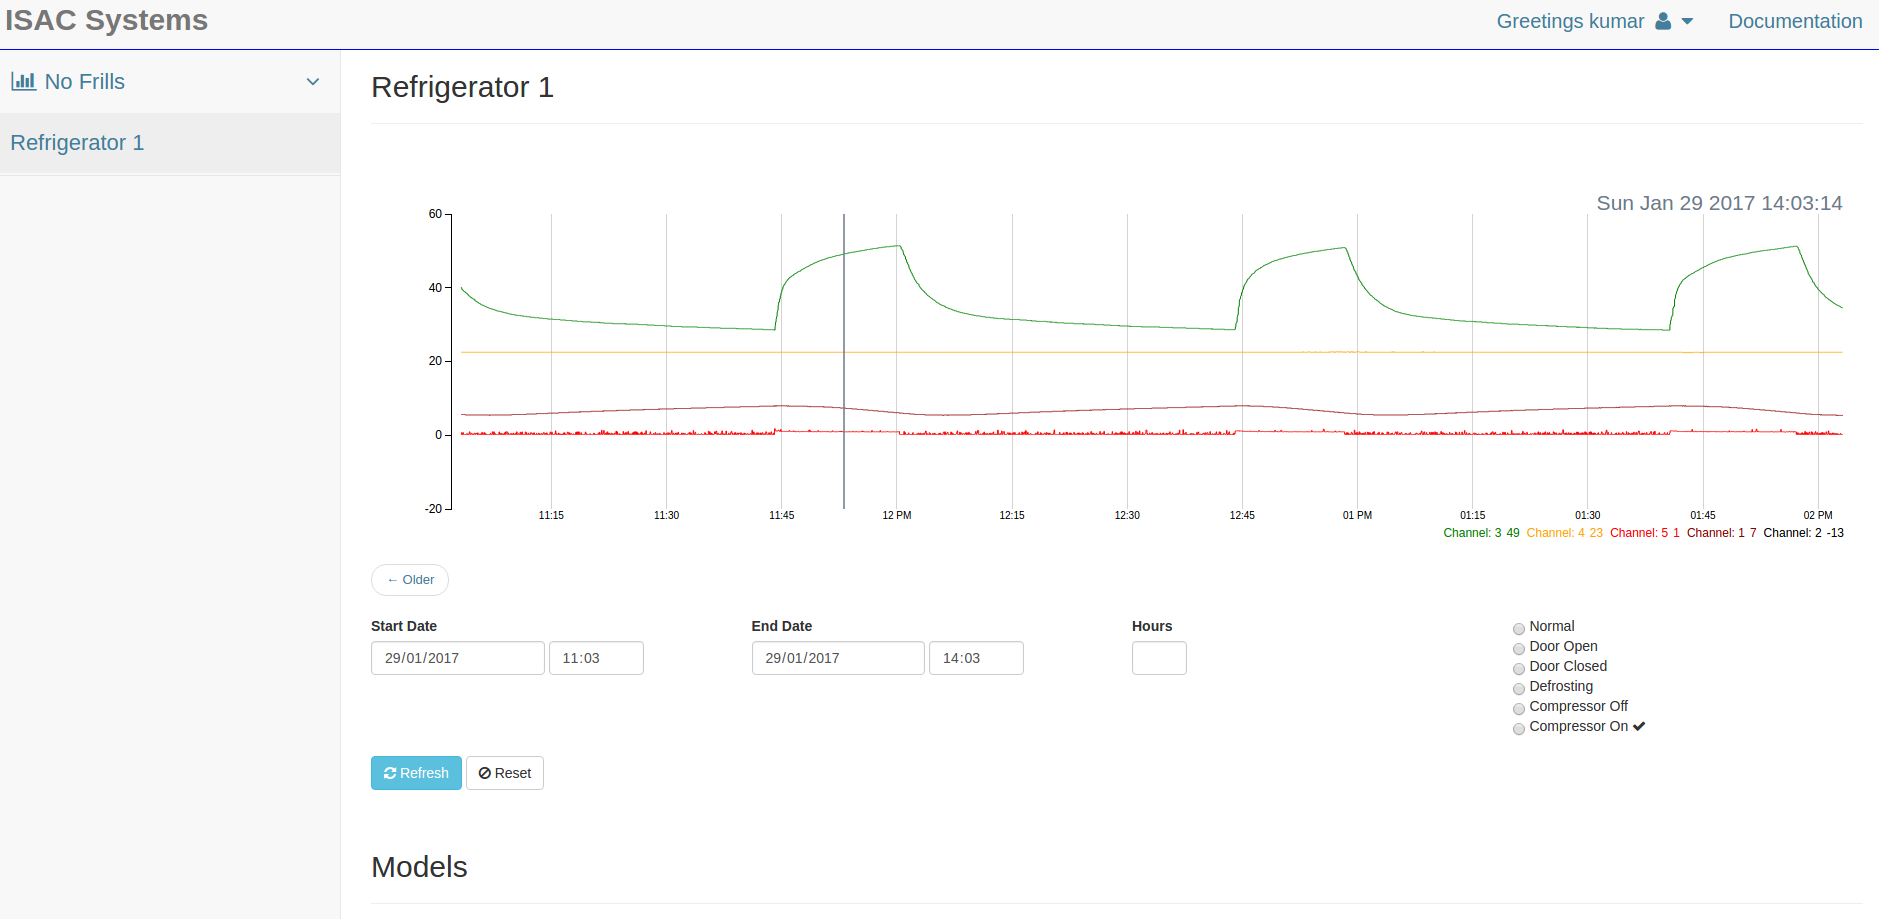 ISAC Systems
Greetings kumar
Documentation
No Frills
Refrigerator 1
Refrigerator 1
Sun Jan 29 2017 14:03:14
60
40
20
0
-20
11:15 11:30 11:45 12 PM 12:15 12:30 12:45 01 PM 01:15 01:30 01:45 02 PM
Channel: 3 49 Channel: 4 23 Channel: 5 1 Channel: 1 7 Channel: 2 -13
← Older
Start Date
29/01/2017 11:03
End Date
29/01/2017 14:03
Hours
Normal
Door Open
Door Closed
Defrosting
Compressor Off
Compressor On
Refresh Reset
Models